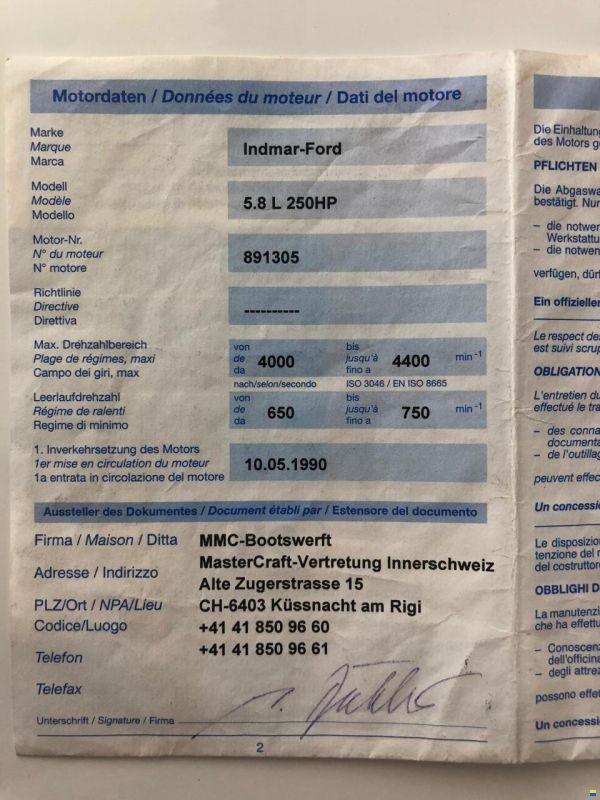 Motordaten / Données du moteur / Dati del motore
Marke
Marque
Marca
Indmar-Ford
Modell
Modèle
Modello
5.8 L 250HP
Motor-Nr.
N° du moteur
N° motore
891305
Richtlinie
Directive
Direttiva
----------
Max. Drehzahlbereich
Plage de régimes, maxi
Campo dei giri, max
von
de
da
4000
bis
jusqu'à
fino a
4400
min -1
nach/selon/secondo ISO 3046 / EN ISO 8665
Leerlaufdrehzahl
Régime de ralenti
Regime di minimo
von
de
da
650
bis
jusqu'à
fino a
750
min -1
1. Inverkehrsetzung des Motors
1er mise en circulation du moteur
1a entrata in circolazione del motore
10.05.1990
Aussteller des Dokumentes / Document établi par / Estensore del documento
Firma / Maison / Ditta
MMC-Bootswerft
MasterCraft-Vertretung Innerschweiz
Adresse / Indirizzo
Alte Zugerstrasse 15
PLZ/Ort / NPA/Lieu
Codice/Luogo
CH-6403 Küssnacht am Rigi
+41 41 850 96 60
Telefon
+41 41 850 96 61
Telefax
Unterschrift / Signature / Firma
2
Die Einhaltung
des Motors
PFLICHTEN
Die Abgaswa
bestätigt. Nur
– die notwen
Werkstattu
– die notwen
verfügen, dürf
Ein offizieller
Le respect des
est suivi scrup
OBLIGATION
L'entretien du
effectué le tra
– des conna
documenta
– de l'outillag
peuvent effec
Un concessi
Le disposizio
tenzione del
del costruttore
OBBLIGHI D
La manutenzi
che ha effettu
– Conoscenz
dell'officina
– degli attrez
possono effet
Un concessi